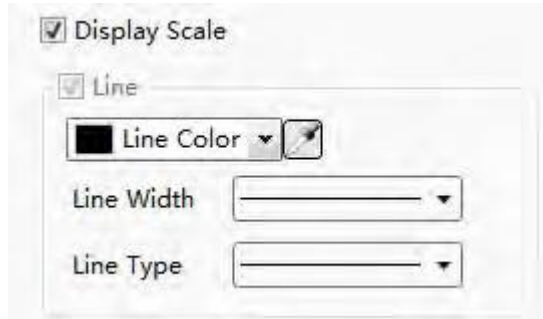 Display Scale
Line
Line Color
Line Width
Line Type